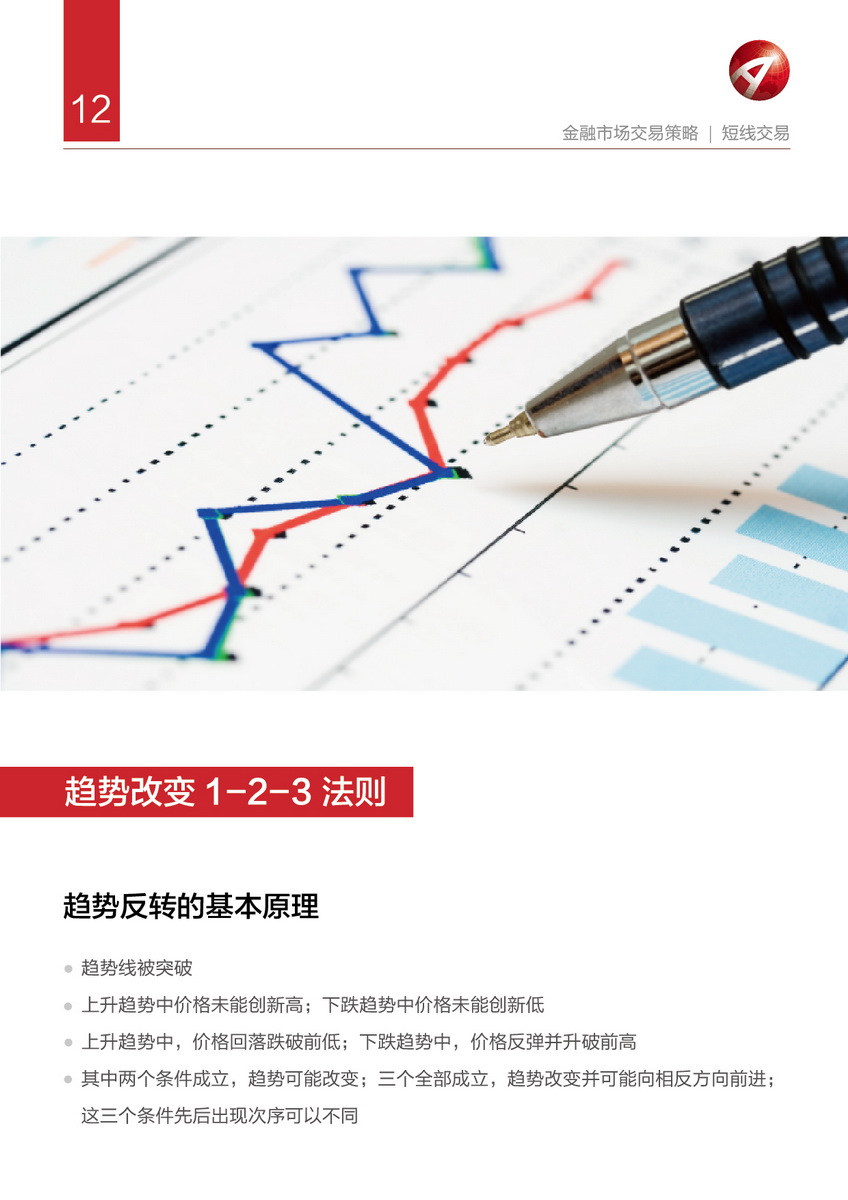 12
金融市场交易策略 | 短线交易
趋势改变 1-2-3 法则
趋势反转的基本原理
● 趋势线被突破
● 上升趋势中价格未能创新高；下跌趋势中价格未能创新低
● 上升趋势中，价格回落跌破前低；下跌趋势中，价格反弹并升破前高
● 其中两个条件成立，趋势可能改变；三个全部成立，趋势改变并可能向相反方向前进；
这三个条件先后出现次序可以不同